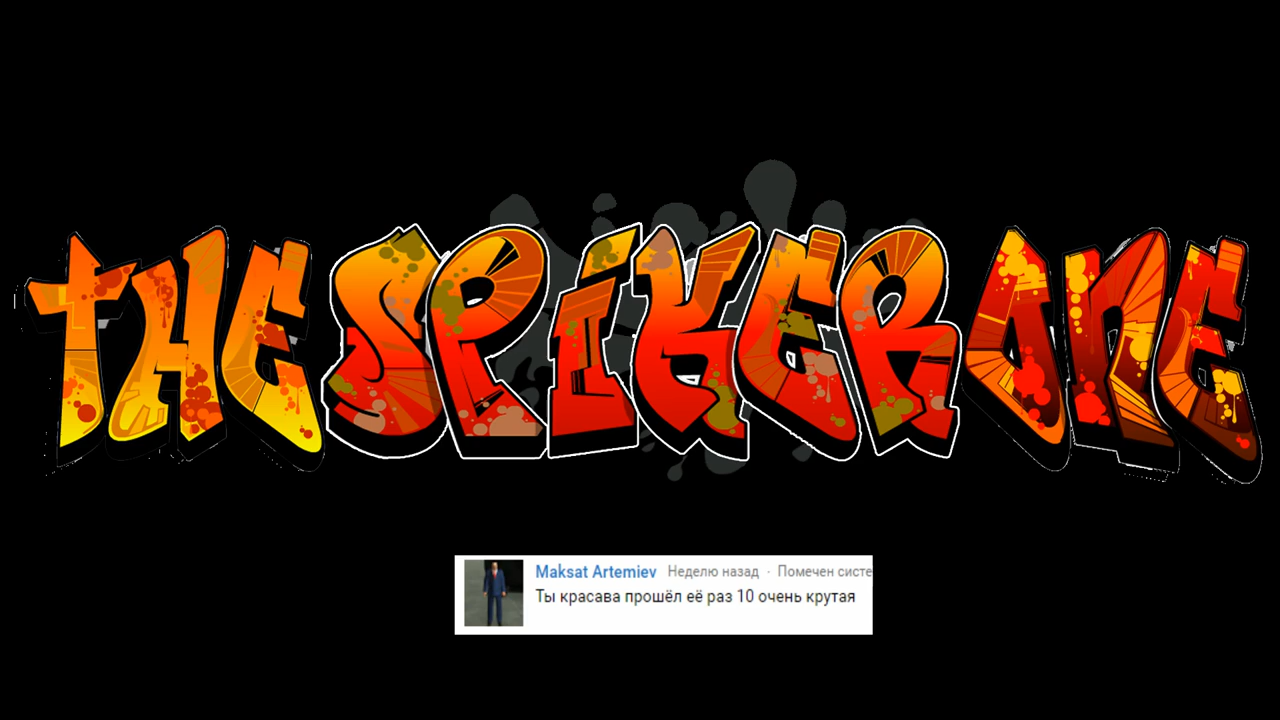 THE SPiKER ONE
Maksat Artemiev Неделю назад · Помечен систе
Ты красава прошёл её раз 10 очень крутая